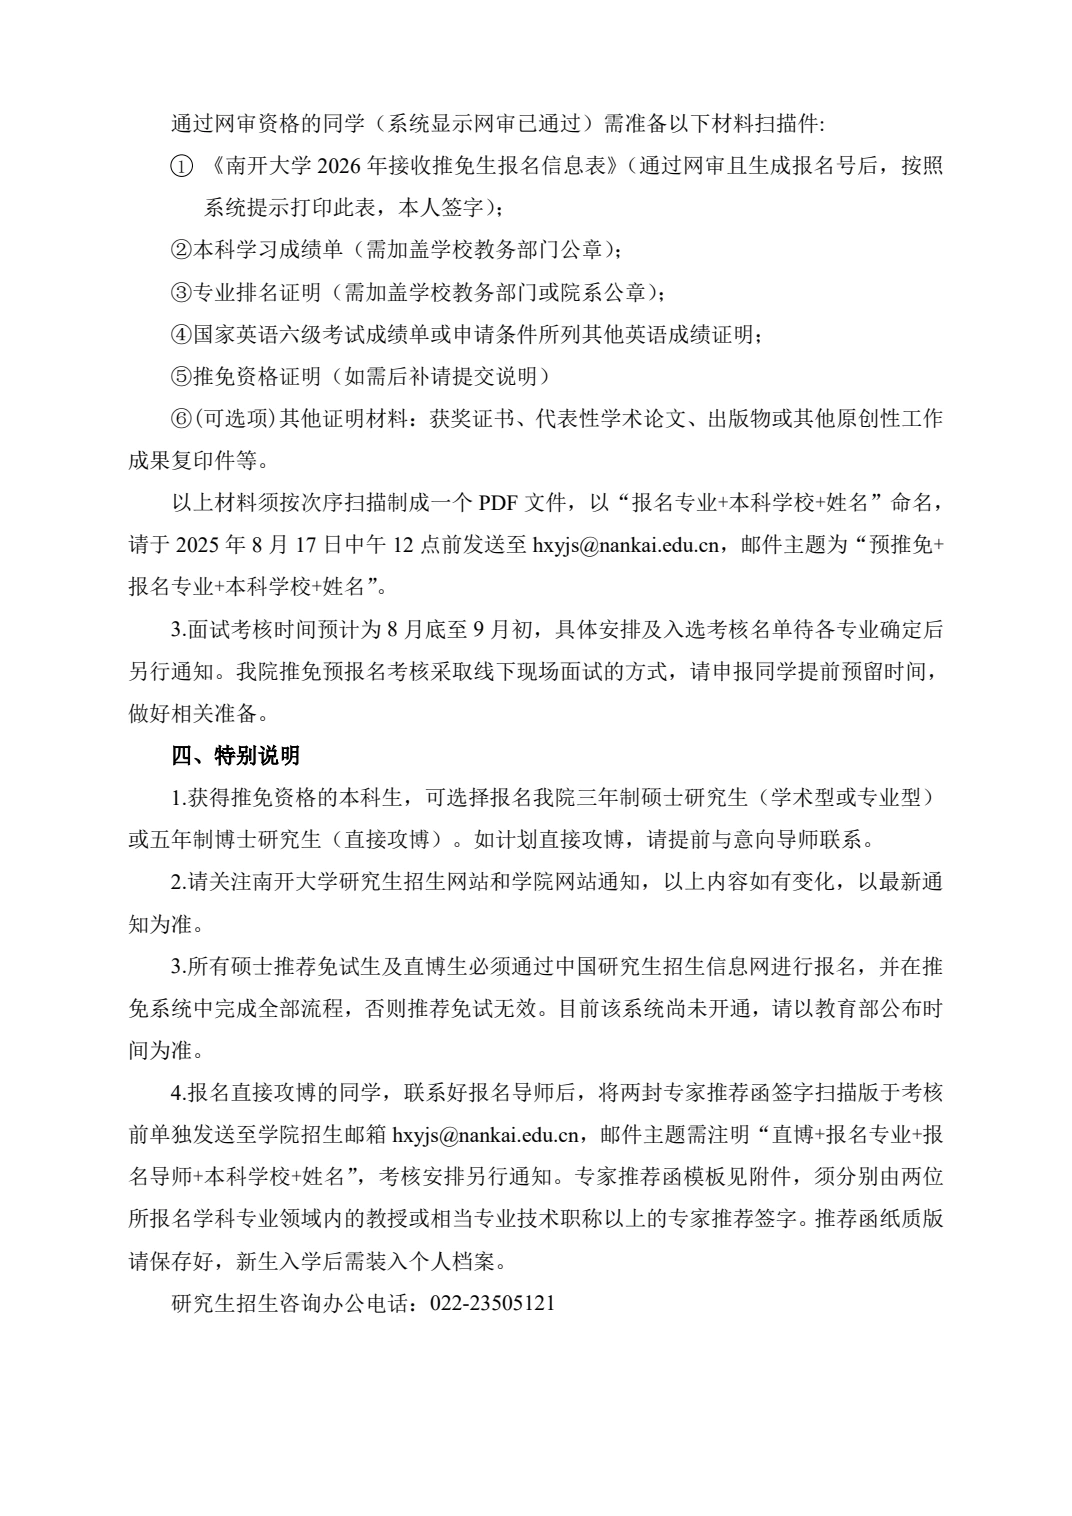 通过网审资格的同学（系统显示网审已通过）需准备以下材料扫描件:
① 《南开大学 2026 年接收推免生报名信息表》（通过网审且生成报名号后，按照
系统提示打印此表，本人签字）；
②本科学习成绩单（需加盖学校教务部门公章）；
③专业排名证明（需加盖学校教务部门或院系公章）；
④国家英语六级考试成绩单或申请条件所列其他英语成绩证明；
⑤推免资格证明（如需后补请提交说明）
⑥(可选项)其他证明材料：获奖证书、代表性学术论文、出版物或其他原创性工作
成果复印件等。
以上材料须按次序扫描制成一个 PDF 文件，以“报名专业+本科学校+姓名”命名，
请于 2025 年 8 月 17 日中午 12 点前发送至 hxyjs@nankai.edu.cn，邮件主题为“预推免+
报名专业+本科学校+姓名”。
3.面试考核时间预计为 8 月底至 9 月初，具体安排及入选考核名单待各专业确定后
另行通知。我院推免预报名考核采取线下现场面试的方式，请申报同学提前预留时间，
做好相关准备。
四、特别说明
1.获得推免资格的本科生，可选择报名我院三年制硕士研究生（学术型或专业型）
或五年制博士研究生（直接攻博）。如计划直接攻博，请提前与意向导师联系。
2.请关注南开大学研究生招生网站和学院网站通知，以上内容如有变化，以最新通
知为准。
3.所有硕士推荐免试生及直博生必须通过中国研究生招生信息网进行报名，并在推
免系统中完成全部流程，否则推荐免试无效。目前该系统尚未开通，请以教育部公布时
间为准。
4.报名直接攻博的同学，联系好报名导师后，将两封专家推荐函签字扫描版于考核
前单独发送至学院招生邮箱 hxyjs@nankai.edu.cn，邮件主题需注明“直博+报名专业+报
名导师+本科学校+姓名”，考核安排另行通知。专家推荐函模板见附件，须分别由两位
所报名学科专业领域内的教授或相当专业技术职称以上的专家推荐签字。推荐函纸质版
请保存好，新生入学后需装入个人档案。
研究生招生咨询办公电话：022-23505121